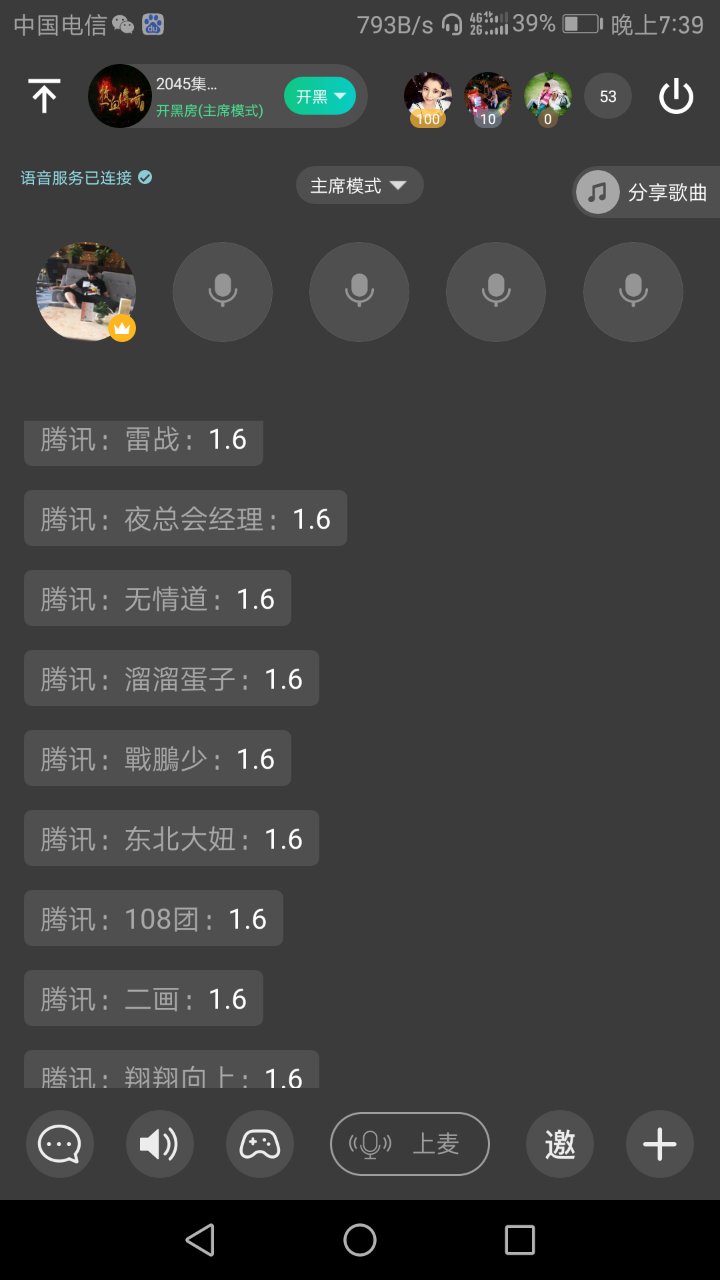 中国电信 793B/s 4G 2G 39% 晚上7:39
2045集...
开黑房(主席模式)
开黑
100 10 0 53
语音服务已连接
主席模式
分享歌曲
腾讯：雷战：1.6
腾讯：夜总会经理：1.6
腾讯：无情道：1.6
腾讯：溜溜蛋子：1.6
腾讯：戰鵬少：1.6
腾讯：东北大妞：1.6
腾讯：108团：1.6
腾讯：二画：1.6
腾讯：翔翔向上：1.6
上麦
邀